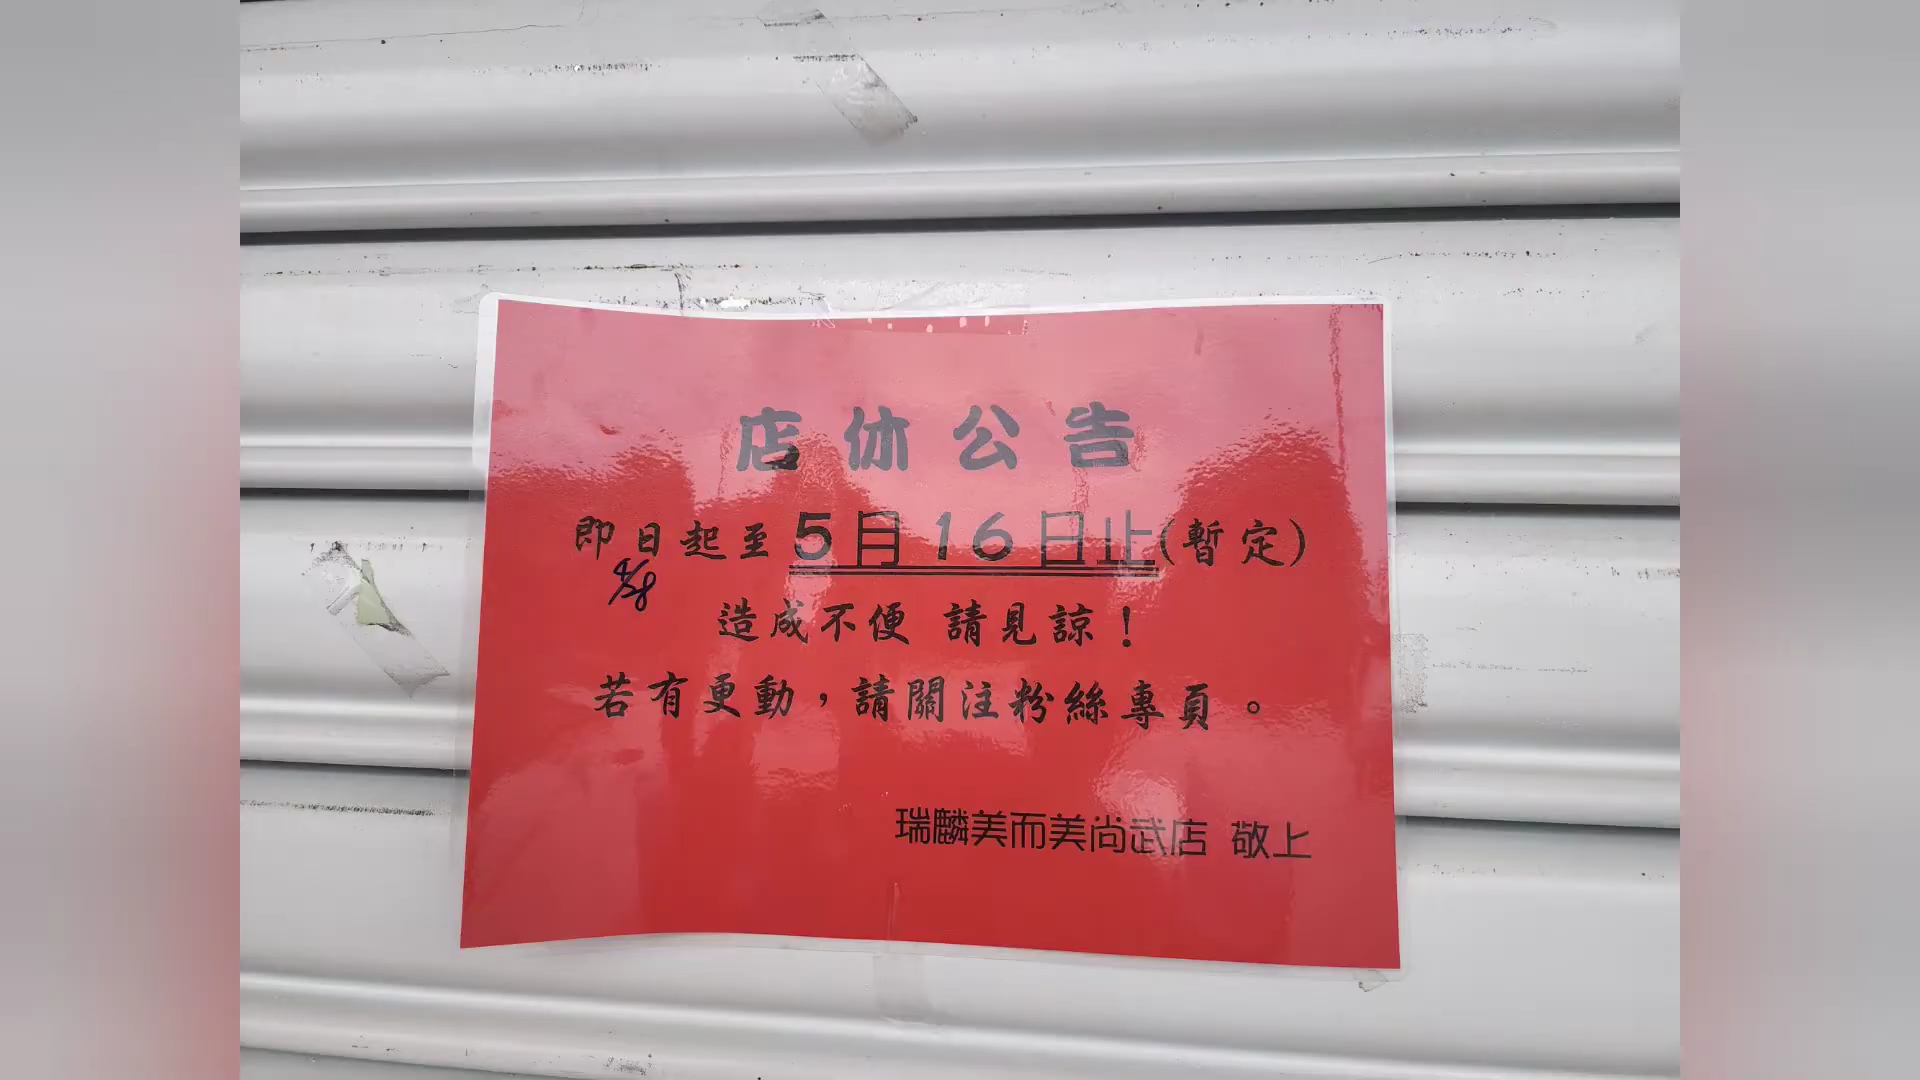 店休公告
即日起至5月16日止(暫定)
4/28
造成不便 請見諒!
若有更動,請關注粉絲專頁。
瑞麟美而美尚武店 敬上